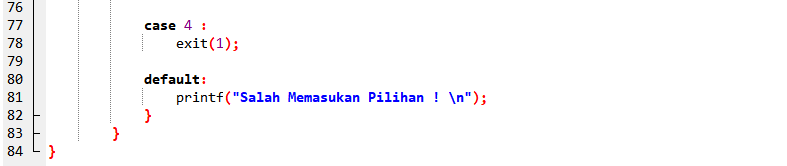 76
77 case 4 :
78 exit(1);
79
80 default:
81 printf("Salah Memasukan Pilihan ! \n");
82 }
83 }
84 }